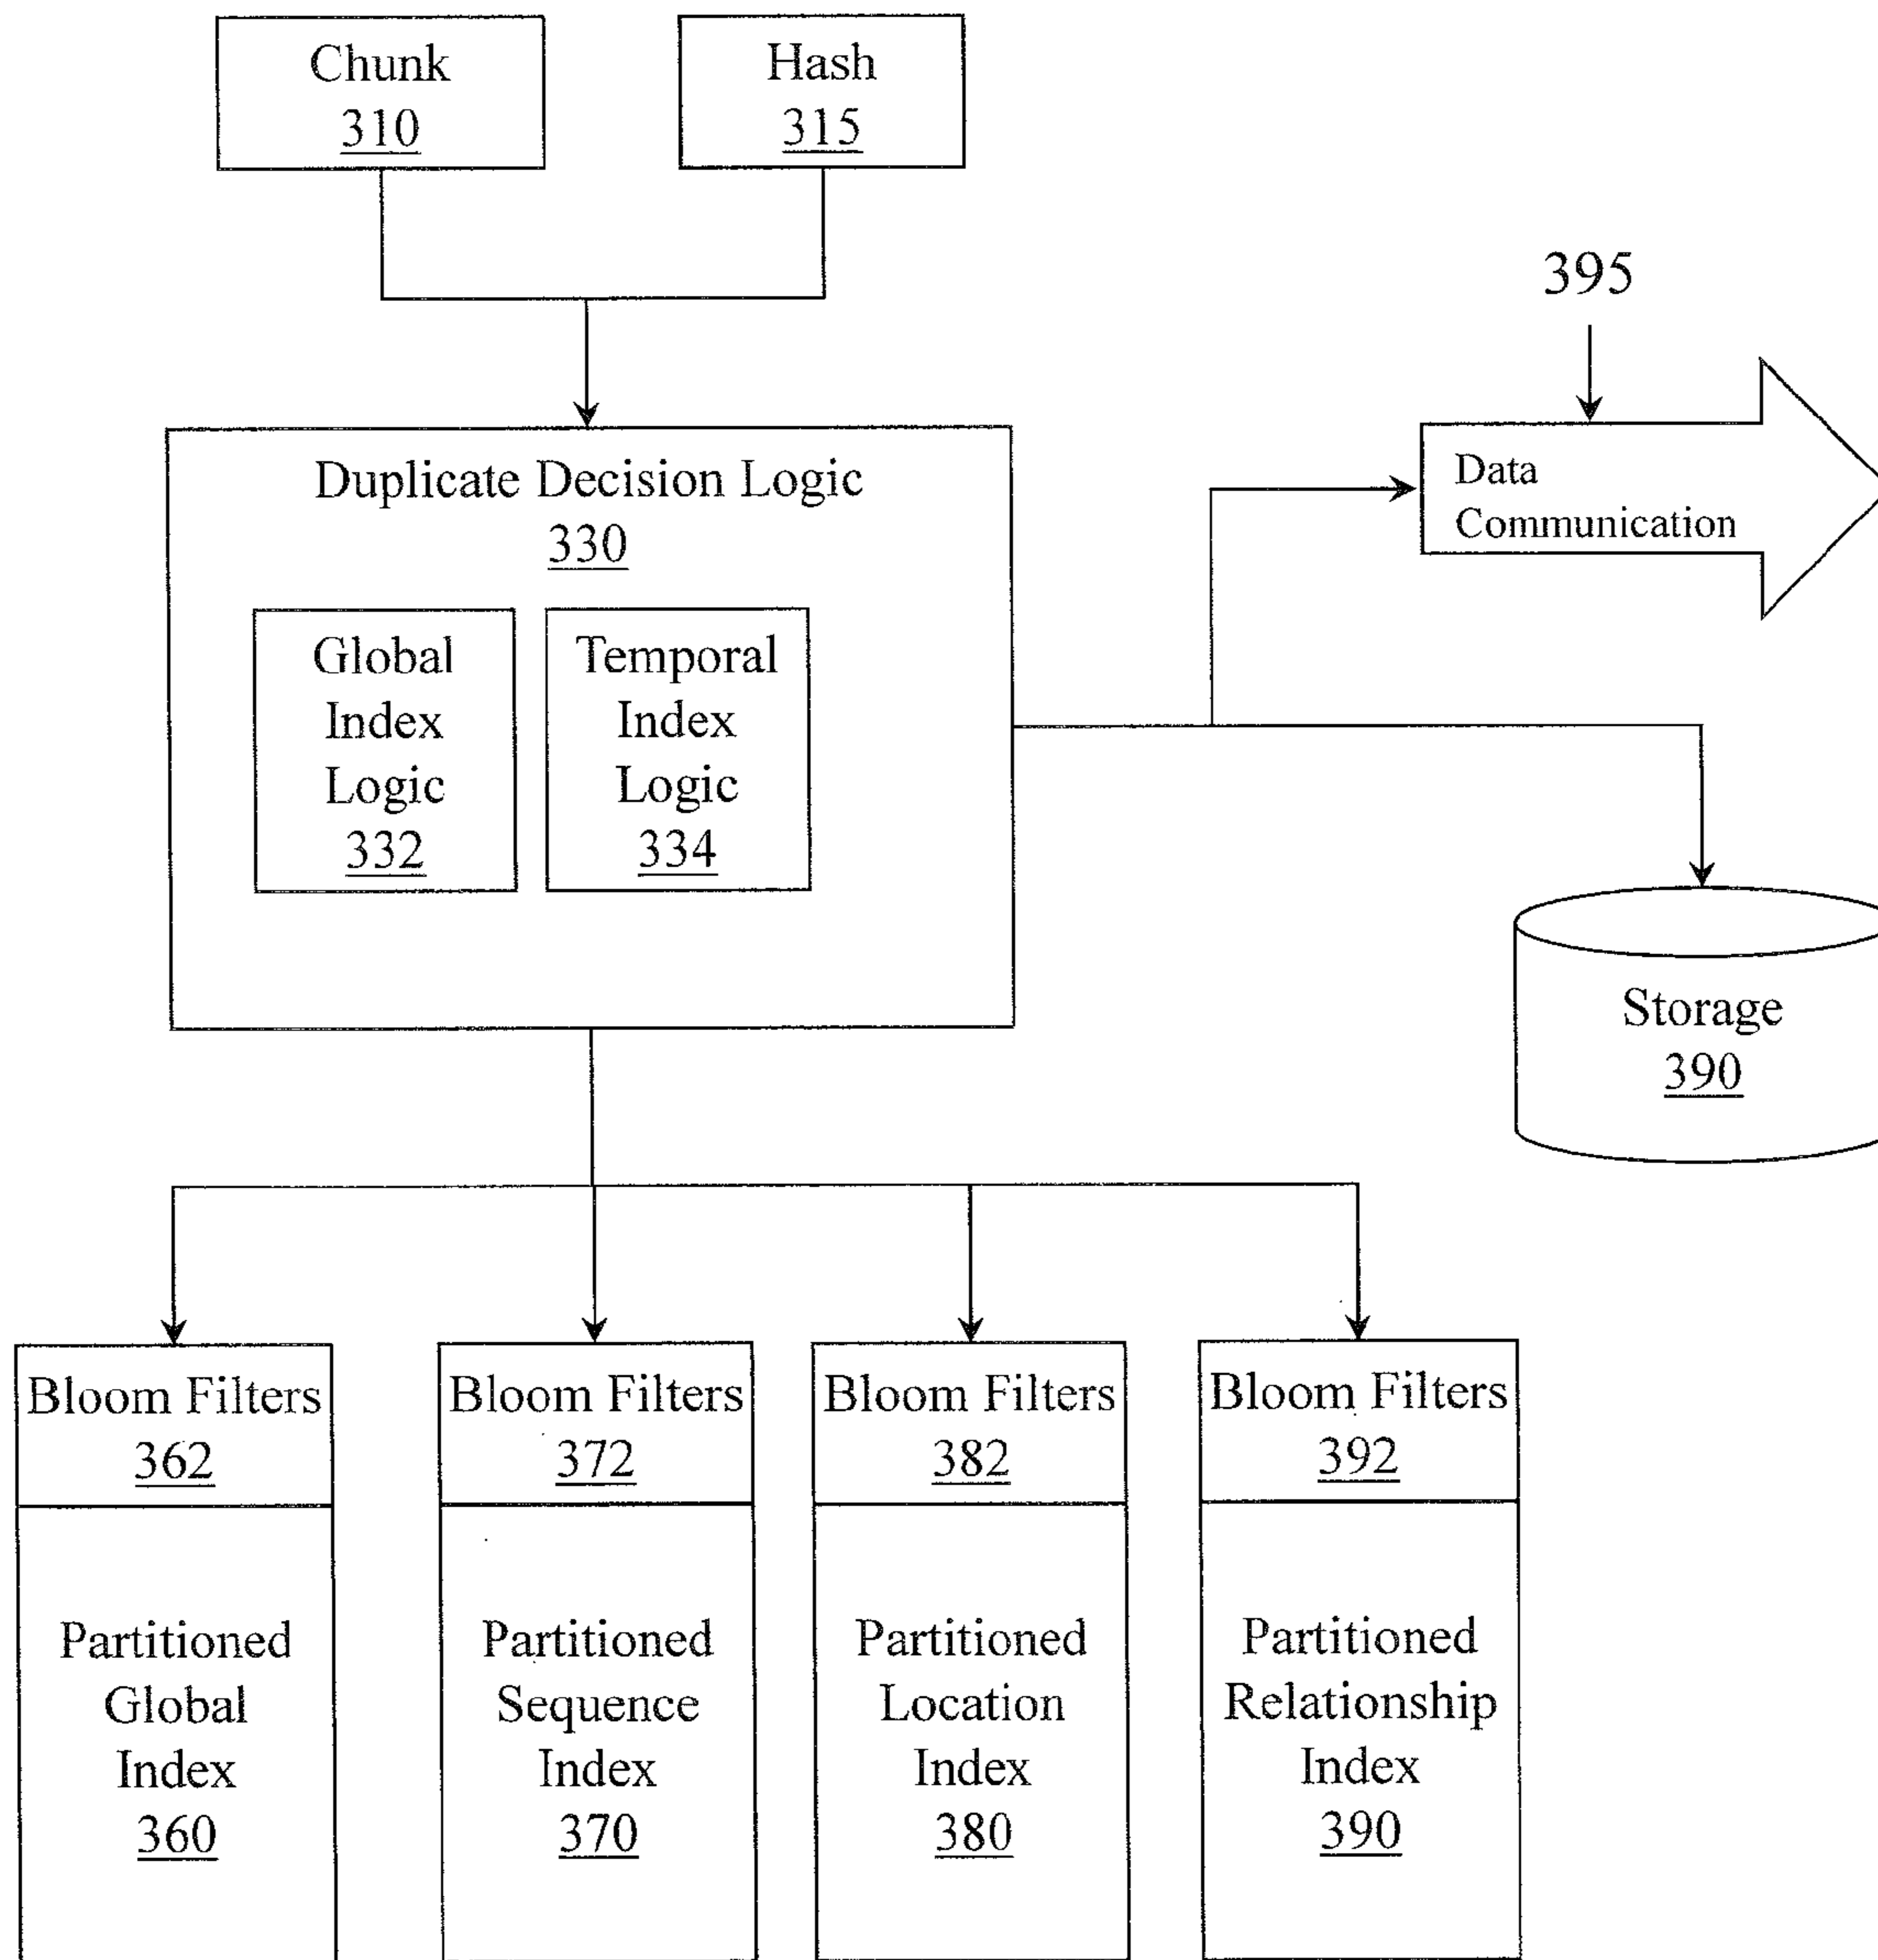 Chunk
310
Hash
315
395
Duplicate Decision Logic
330
Data
Communication
Global
Index
Logic
332
Temporal
Index
Logic
334
Storage
390
Bloom Filters
362
Bloom Filters
372
Bloom Filters
382
Bloom Filters
392
Partitioned
Global
Index
360
Partitioned
Sequence
Index
370
Partitioned
Location
Index
380
Partitioned
Relationship
Index
390